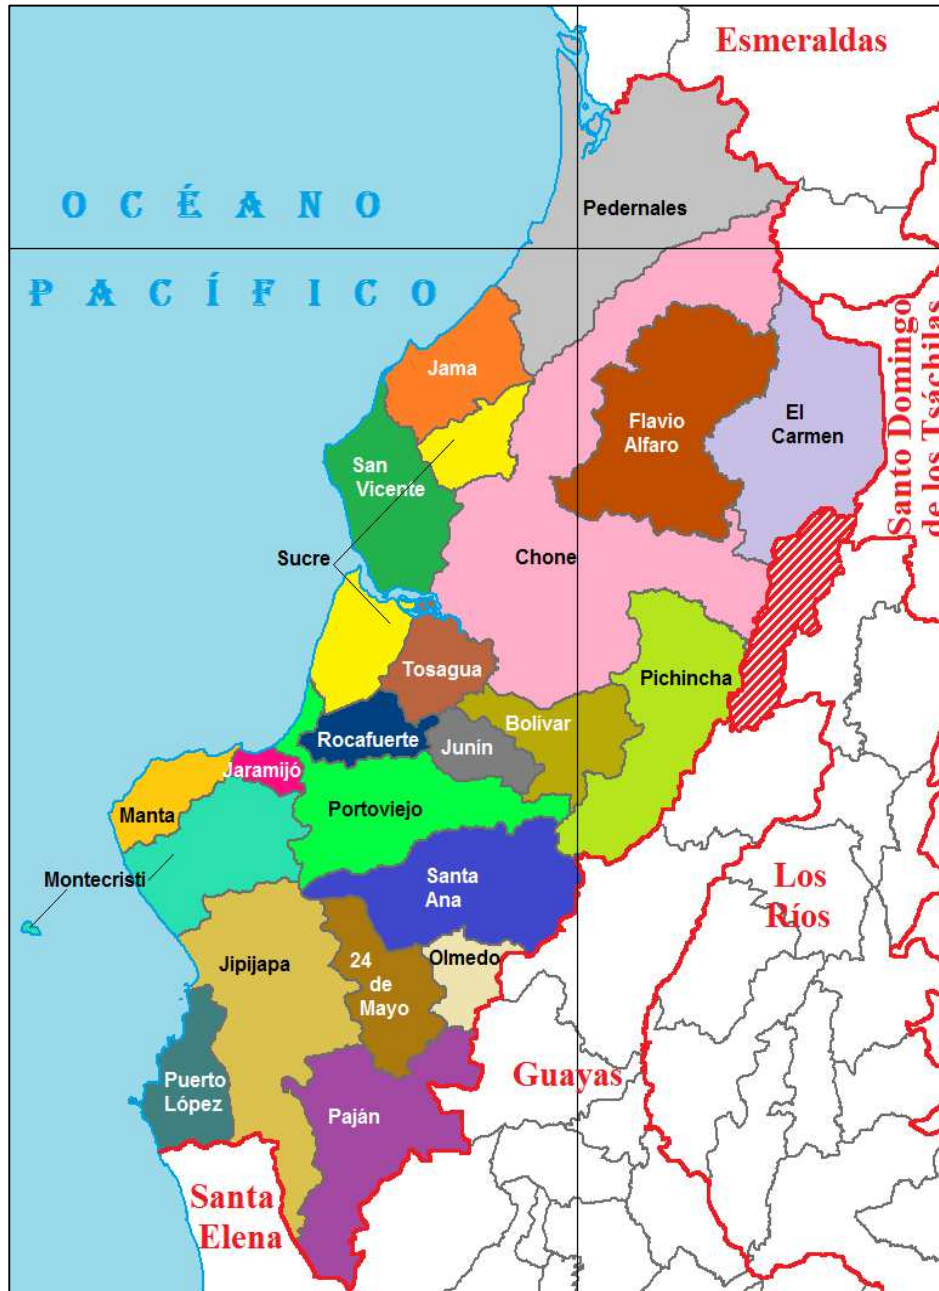 Esmeraldas
OCÉANO
PACÍFICO
Pedernales
Santo Domingo
de los Tsáchilas
Jama
Flavio
Alfaro
El
Carmen
San
Vicente
Sucre
Chone
Tosagua
Pichincha
Rocafuerte
Junín
Bolívar
Jaramijó
Manta
Portoviejo
Montecristi
Santa
Ana
Los
Ríos
Jipijapa
24
de
Mayo
Olmedo
Puerto
López
Paján
Guayas
Santa
Elena